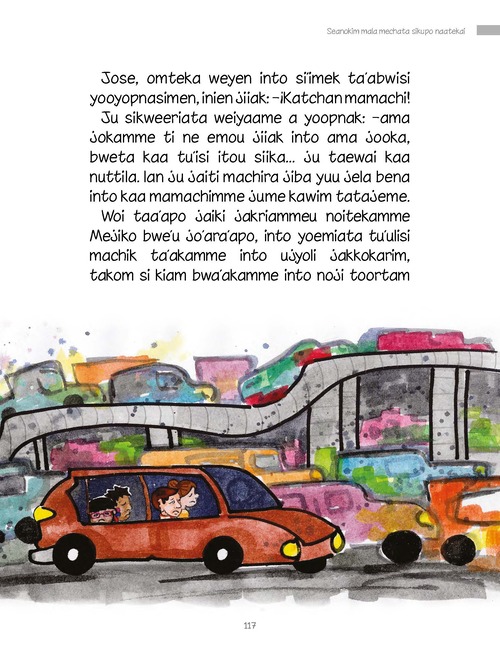 Seanokim mala mechata sikupo naatekai
Jose, omteka weyen into si'imek ta'abwisi
yooyopnasimen, inien jiiak: –¡Katchan mamachi!
Ju sikweeriata weiyaame a yoopnak: –ama
jokamme ti ne emou jiiak into ama jooka,
bweta kaa tu'isi itou siika... ju taewai kaa
nuttila. Ian ju jaiti machira jiba yuu jela bena
into kaa mamachimme jume kawim tatajeme.
Woi taa'apo jaiki jakriammeu noitekamme
Mejiko bwe'u jo'ara'apo, into yoemiata tu'ulisi
machik ta'akamme into ujyoli jakkokarim,
takom si kiam bwa'akamme into noji toortam
117